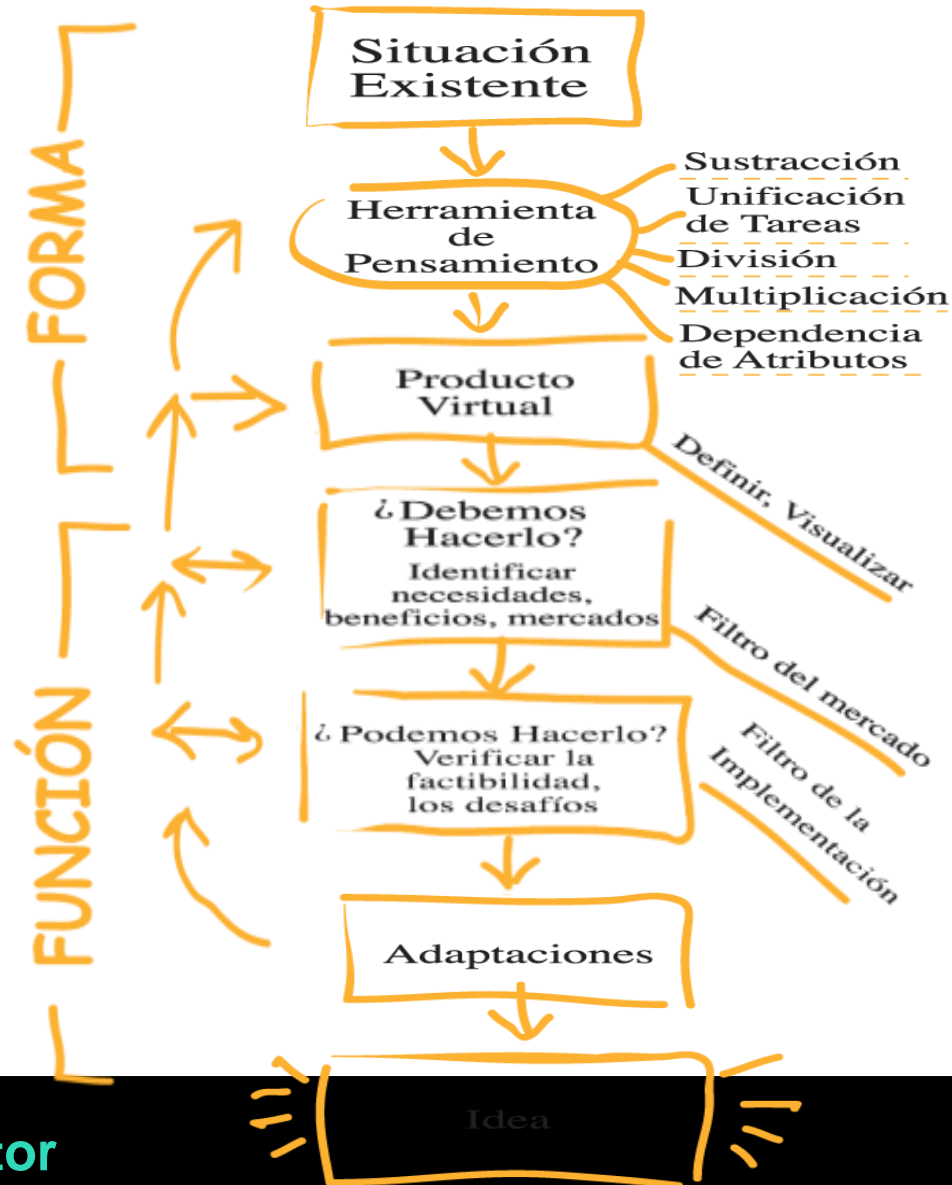 Situación
Existente
FORMA
Herramienta
de
Pensamiento
Sustracción
Unificación
de Tareas
División
Multiplicación
Dependencia
de Atributos
Producto
Virtual
Definir, Visualizar
FUNCIÓN
¿Debemos
Hacerlo?
Identificar
necesidades,
beneficios, mercados
Filtro del mercado
¿Podemos Hacerlo?
Verificar la
factibilidad,
los desafíos
Filtro de la
Implementación
Adaptaciones
Idea
tor